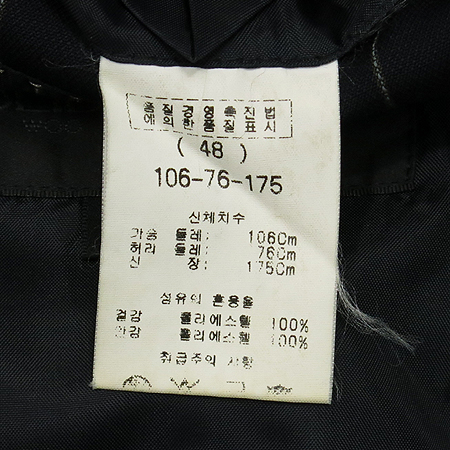 품질경영촉진법
에의한품질표시
( 48 )
106-76-175
신체치수
가슴 둘레: 106Cm
허리 둘레: 76Cm
신 장: 175Cm
섬유의 혼용율
겉감 폴리에스텔 100%
안감 폴리에스텔 100%
취급주의 사항